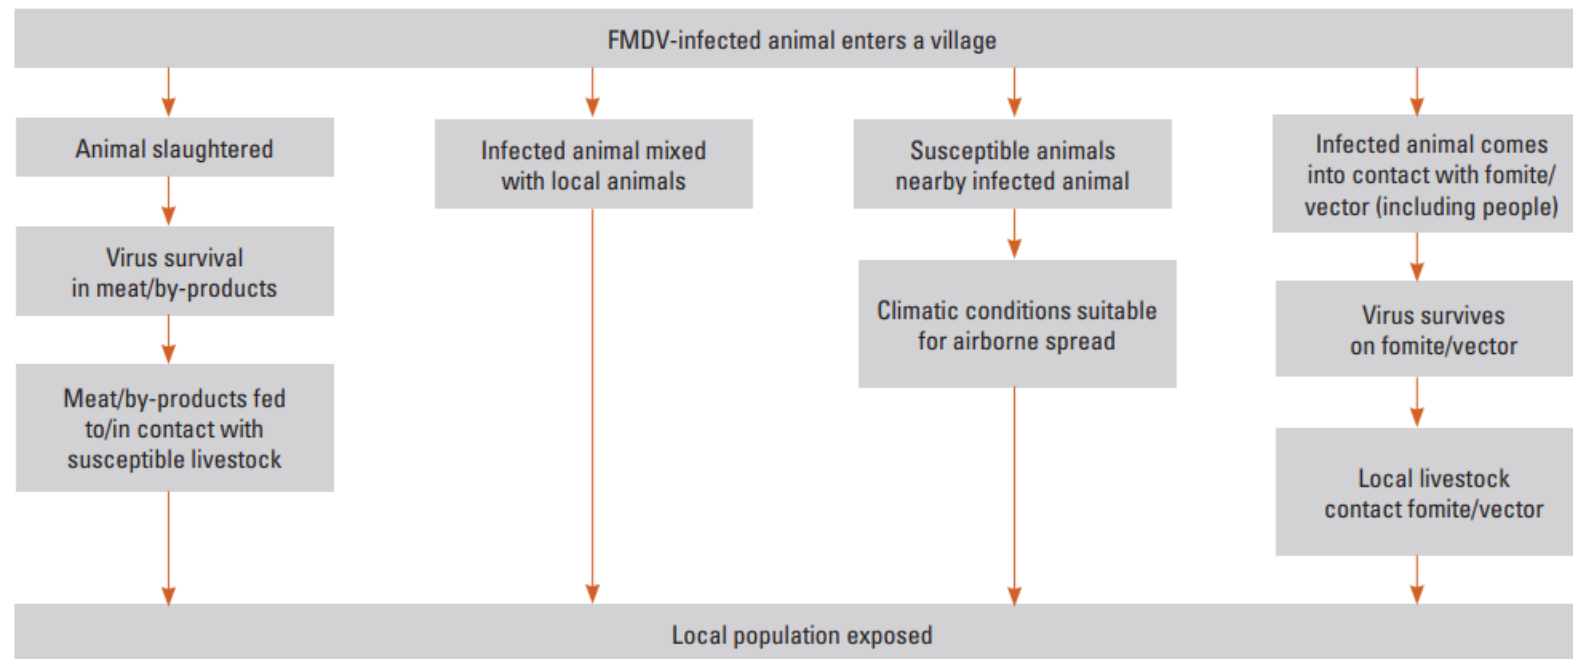 FMDV-infected animal enters a village
Animal slaughtered
Virus survival
in meat/by-products
Meat/by-products fed
to/in contact with
susceptible livestock
Infected animal mixed
with local animals
Susceptible animals
nearby infected animal
Climatic conditions suitable
for airborne spread
Infected animal comes
into contact with fomite/
vector (including people)
Virus survives
on fomite/vector
Local livestock
contact fomite/vector
Local population exposed